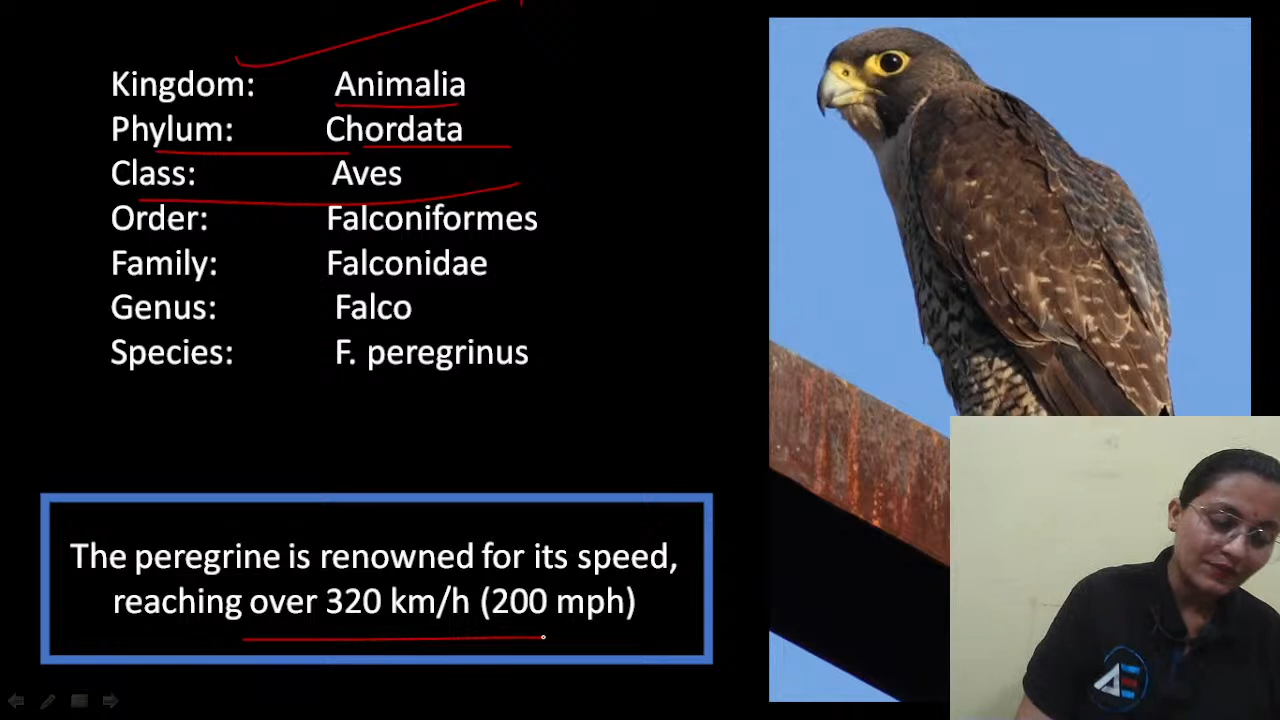 Kingdom: Animalia
Phylum: Chordata
Class: Aves
Order: Falconiformes
Family: Falconidae
Genus: Falco
Species: F. peregrinus
The peregrine is renowned for its speed,
reaching over 320 km/h (200 mph)
AE